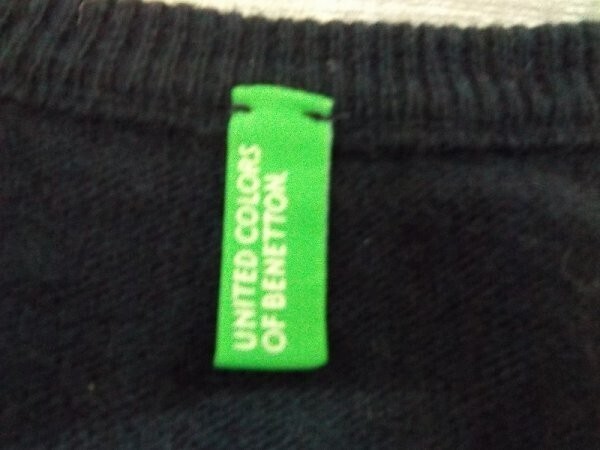 UNITED COLORS
OF BENETTON.